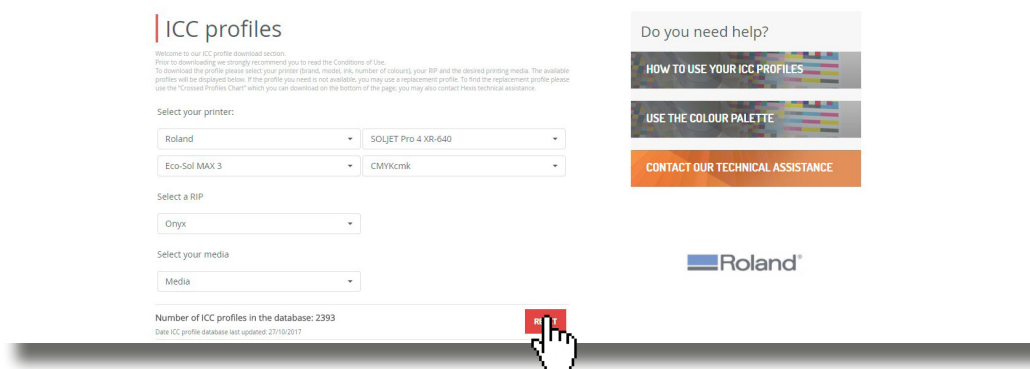 ICC profiles
Welcome to our ICC profile download section.
Prior to downloading we strongly recommend you to read the Conditions of Use.
To download the profile please select your printer (brand, model, ink, number of colours), your RIP and the desired printing media. The available
profiles will be displayed below. If the profile you need is not available, you may use a replacement profile. To find the replacement profile please
use the "Crossed Profiles Chart" which you can download on the bottom of the page, you may also contact Hexis technical assistance.
Select your printer:
Roland
SOLJET Pro 4 XR-640
Eco-Sol MAX 3
CMYKcmk
Select a RIP
Onyx
Select your media
Media
Number of ICC profiles in the database: 2393
Date ICC profile database last updated: 27/10/2017
Do you need help?
HOW TO USE YOUR ICC PROFILES
USE THE COLOUR PALETTE
CONTACT OUR TECHNICAL ASSISTANCE
Roland®